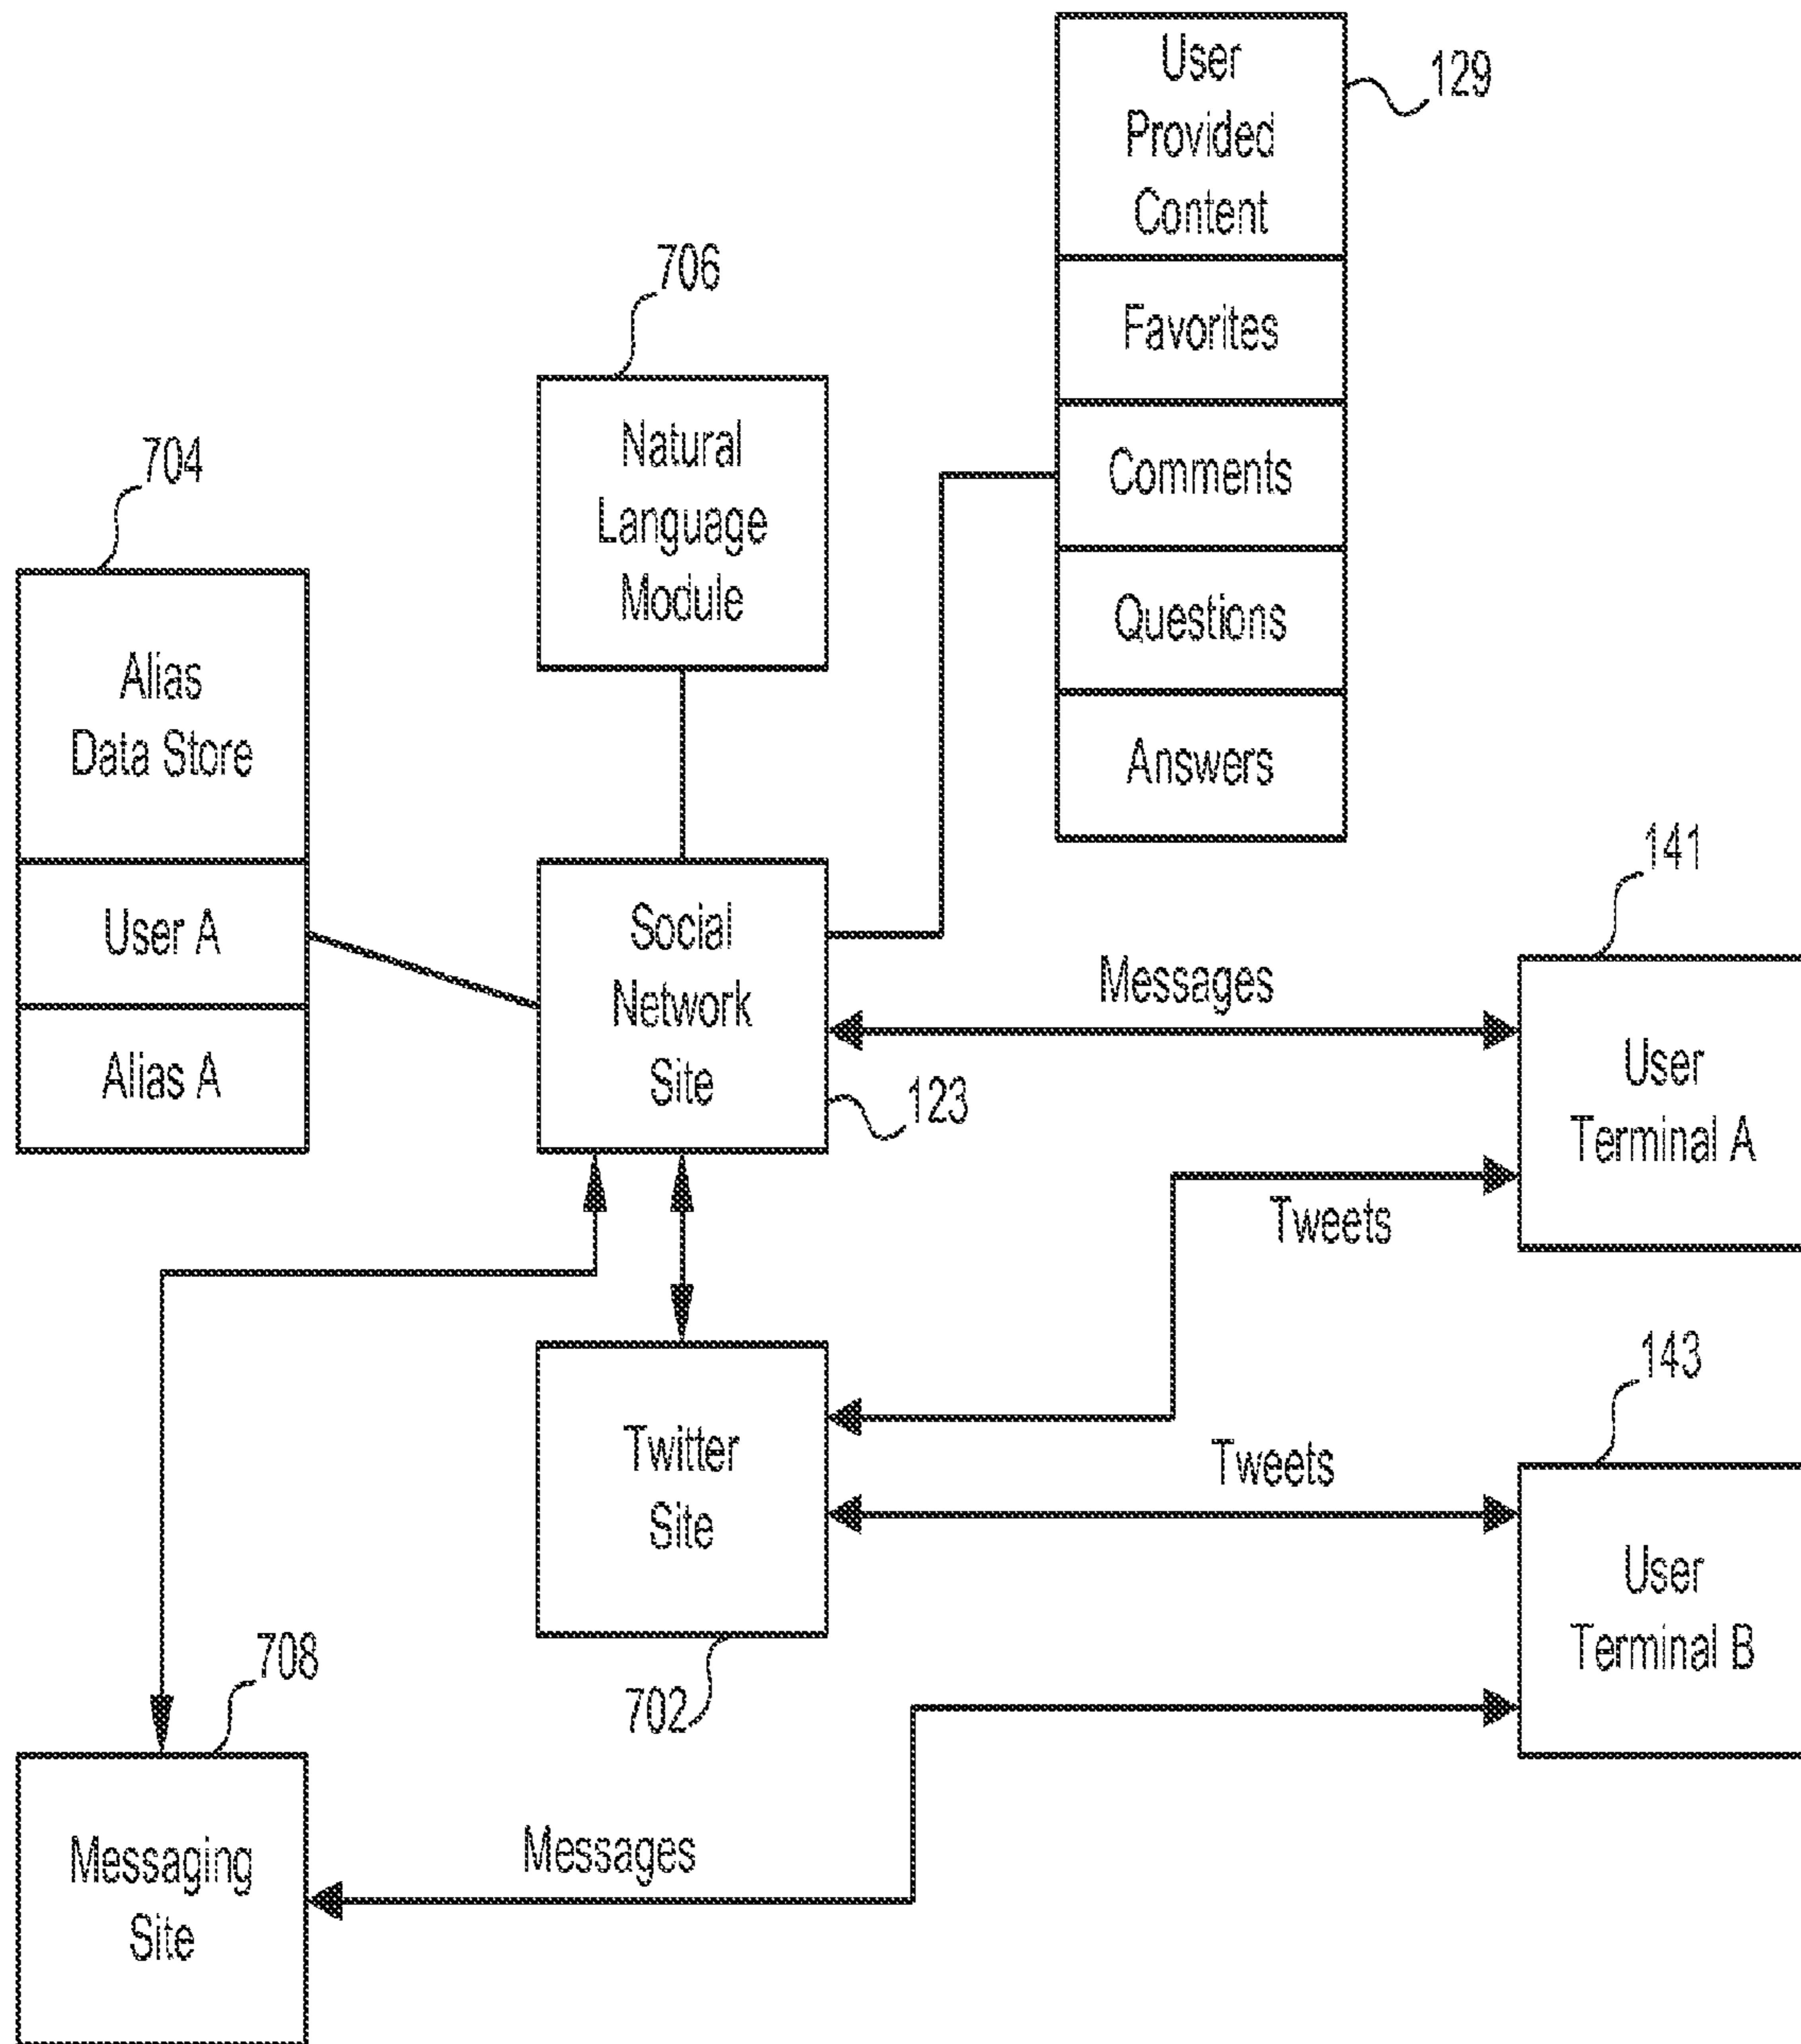 User
Provided
Content
129
Favorites
Comments
Questions
Answers
706
Natural
Language
Module
704
Alias
Data Store
User A
Alias A
Social
Network
Site
123
Messages
141
User
Terminal A
Tweets
Twitter
Site
702
Tweets
143
User
Terminal B
708
Messaging
Site
Messages